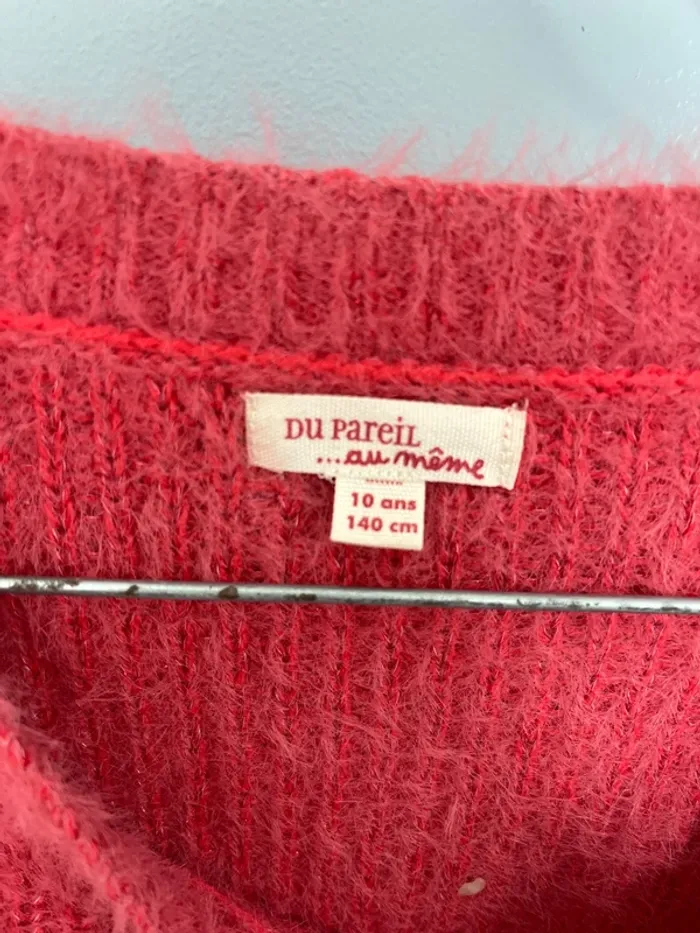 DU PAREIL
...au même
10 ans
140 cm